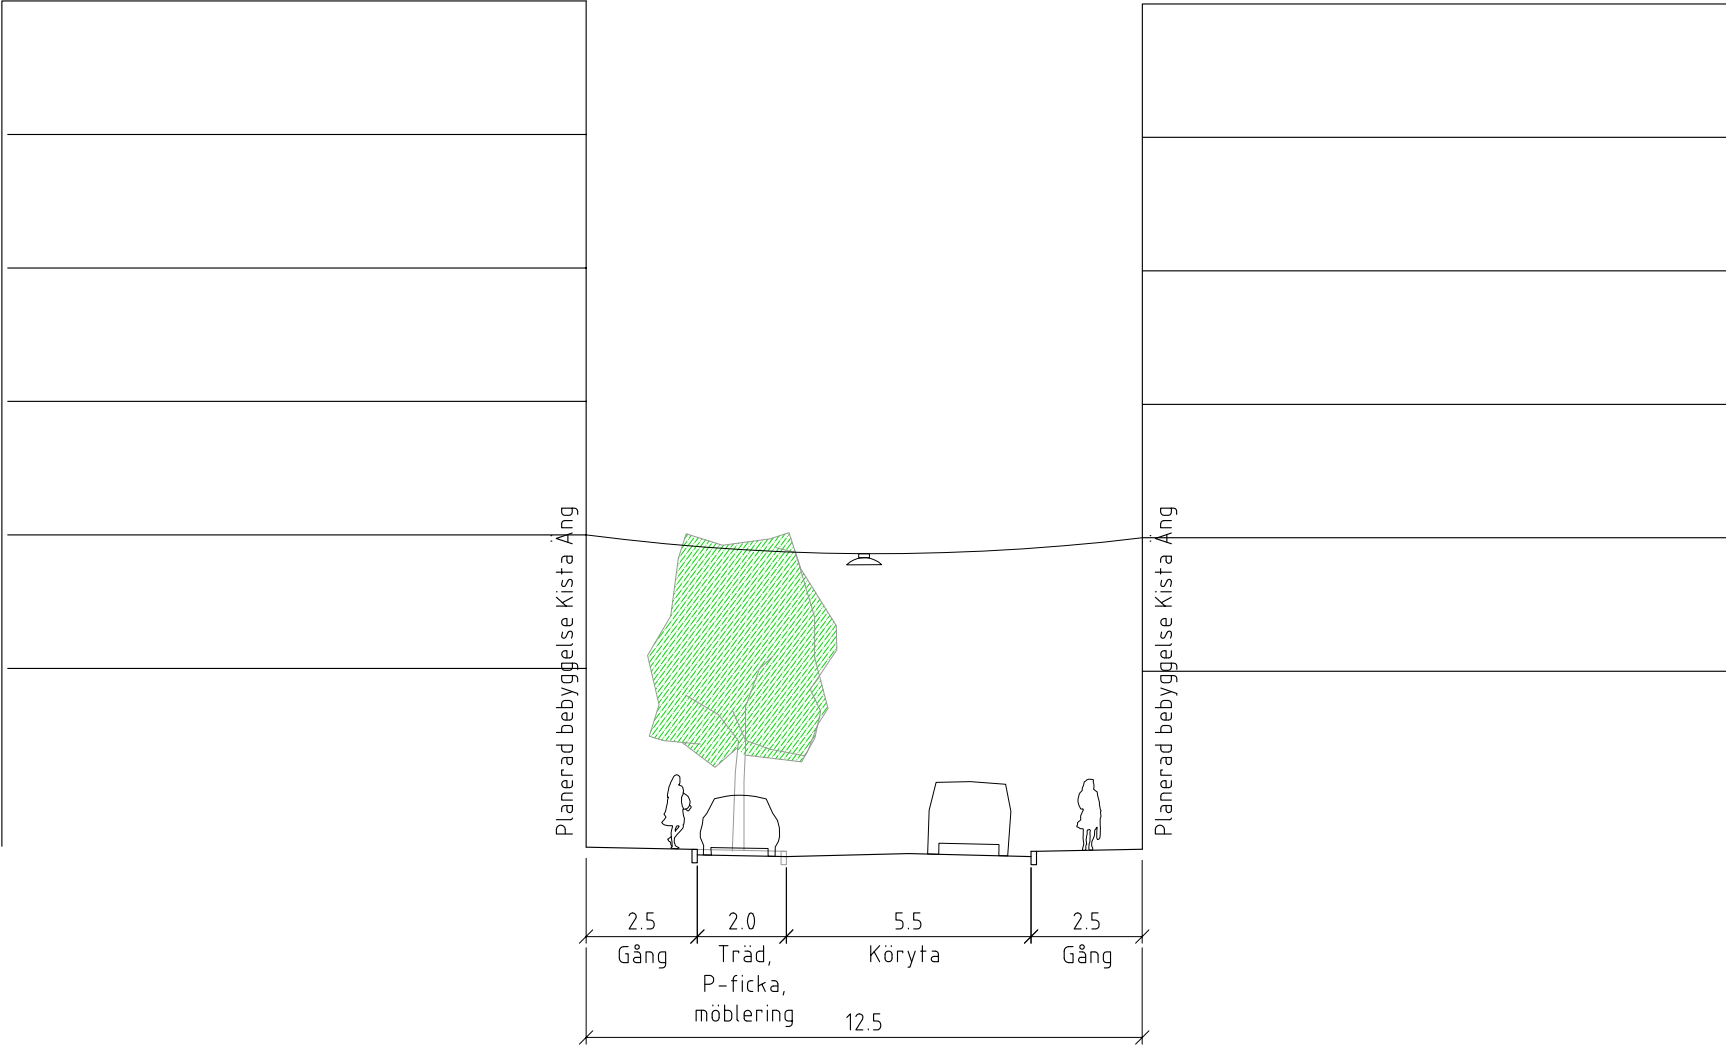 Planerad bebyggelse Kista Äng
Planerad bebyggelse Kista Äng
2.5
2.0
5.5
2.5
Gång
Träd,
P-ficka,
möblering
Köryta
Gång
12.5